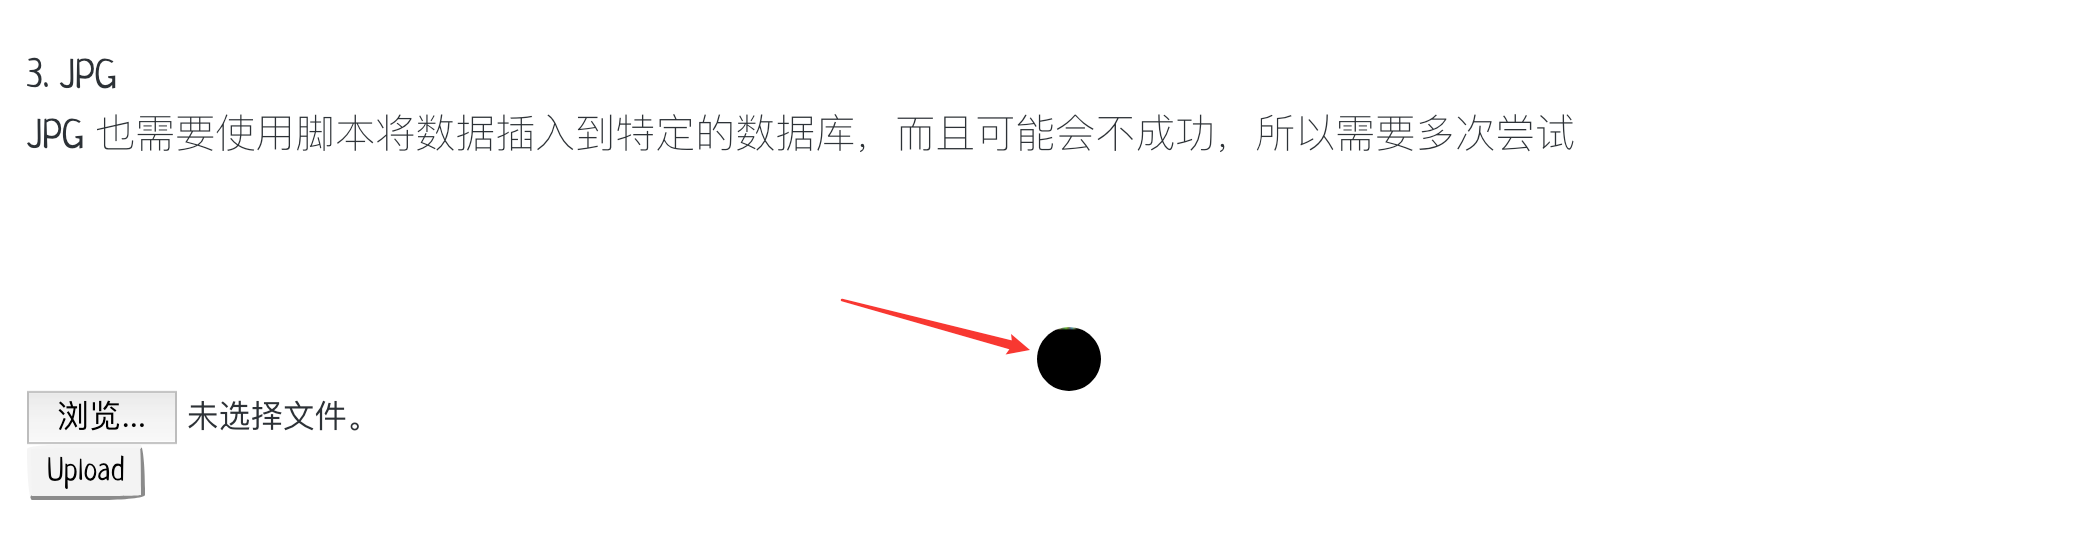 3. JPG
JPG 也需要使用脚本将数据插入到特定的数据库，而且可能会不成功，所以需要多次尝试
浏览... 未选择文件。
Upload